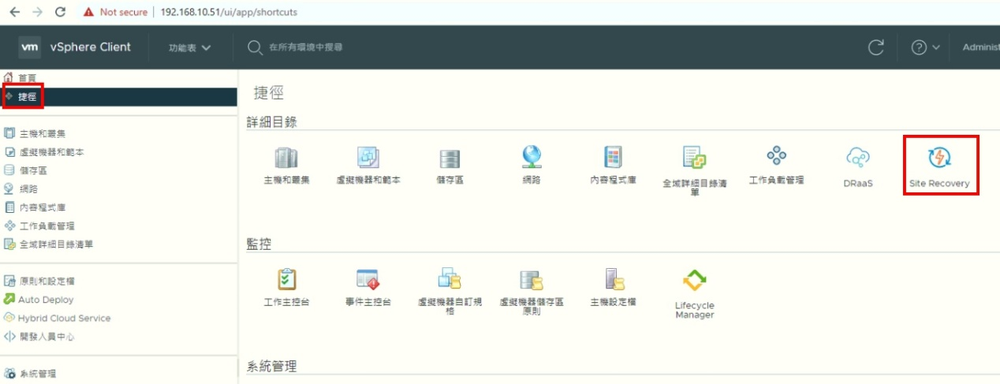 Not secure | 192.168.10.51/ui/app/shortcuts
vm vSphere Client 功能表 在所有環境中搜尋 Administ
首頁
捷徑
主機和叢集
虛擬機器和範本
儲存區
網路
內容程式庫
工作負載管理
全域詳細目錄清單
原則和設定檔
Auto Deploy
Hybrid Cloud Service
開發人員中心
系統管理
捷徑
詳細目錄
主機和叢集
虛擬機器和範本
儲存區
網路
內容程式庫
全域詳細目錄清
單
工作負載管理
DRaaS
Site Recovery
監控
工作主控台
事件主控台
虛擬機器自訂規
格
虛擬機器儲存區
原則
主機設定檔
Lifecycle
Manager
系統管理